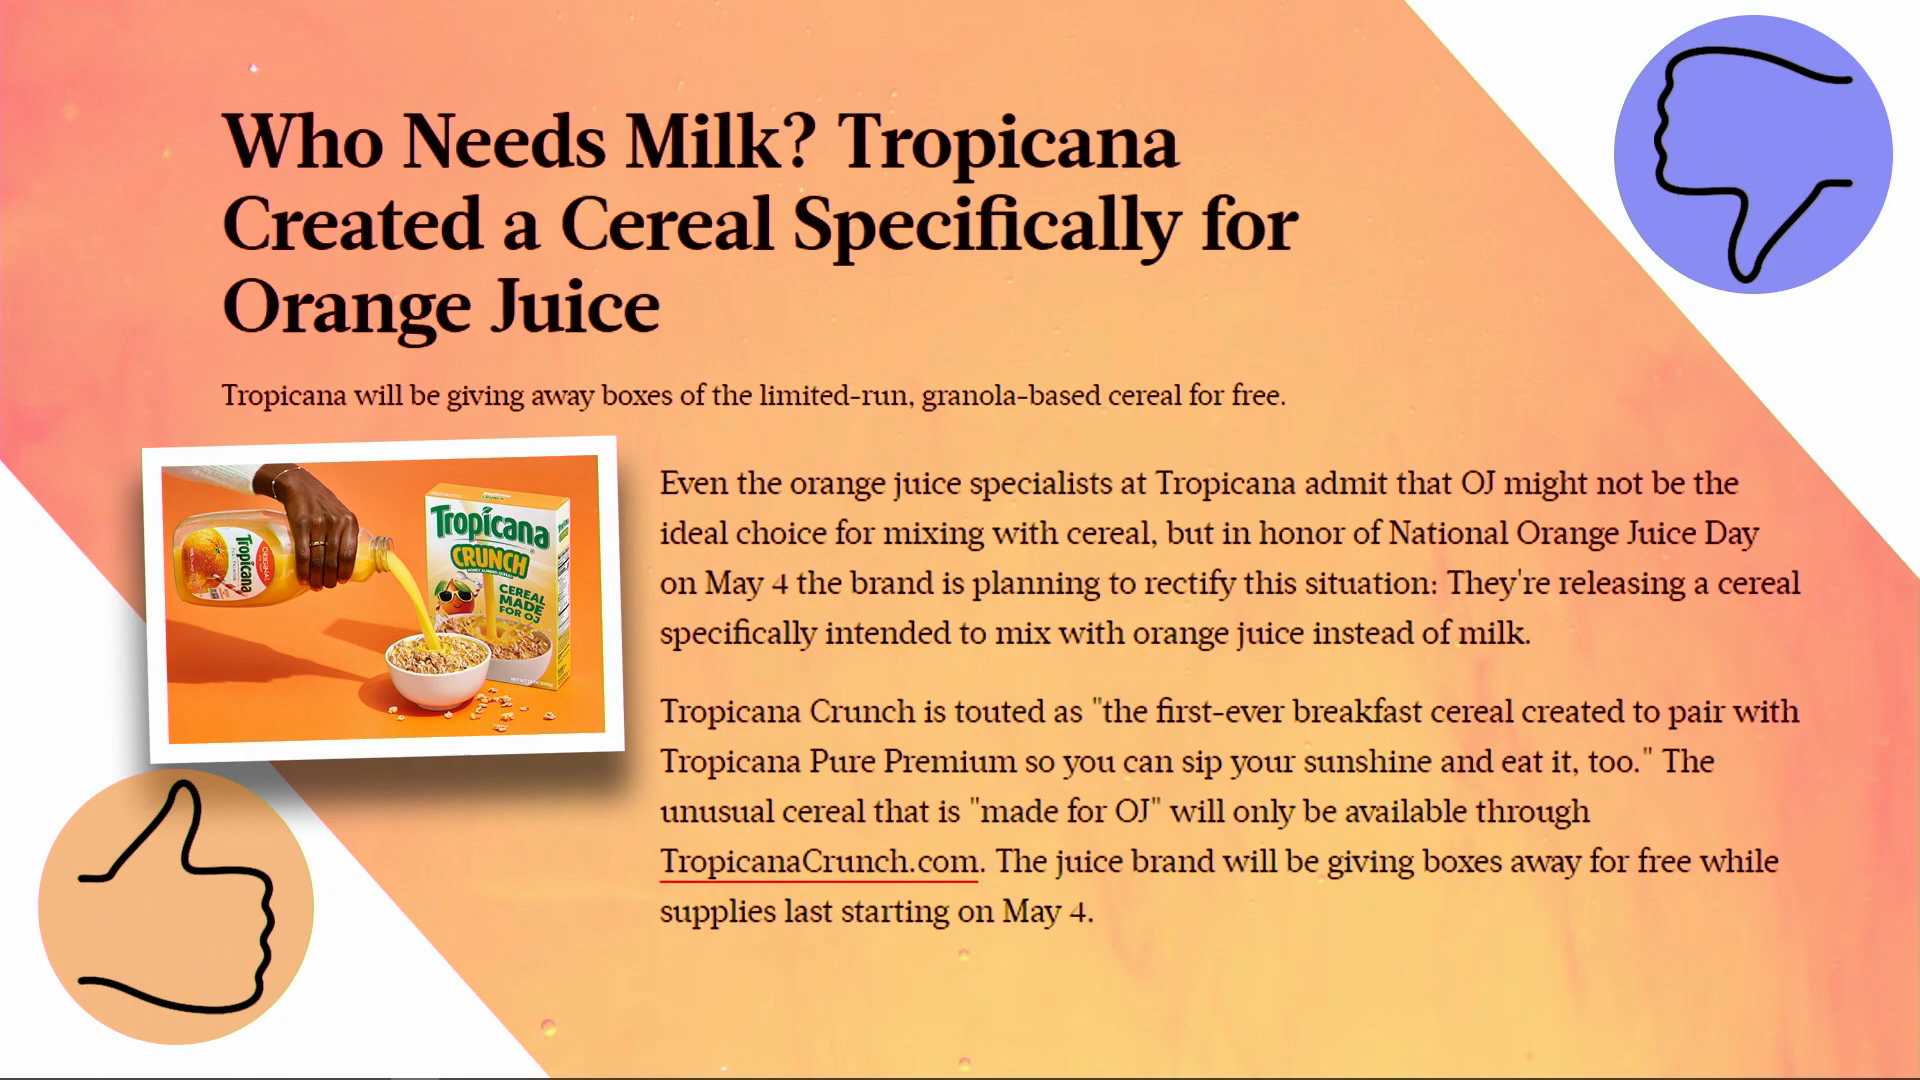 Who Needs Milk? Tropicana
Created a Cereal Specifically for
Orange Juice
Tropicana will be giving away boxes of the limited-run, granola-based cereal for free.
Tropicana
CRUNCH
CEREAL
MADE
FOR OJ
Tropicana
ORIGINAL
Even the orange juice specialists at Tropicana admit that OJ might not be the
ideal choice for mixing with cereal, but in honor of National Orange Juice Day
on May 4 the brand is planning to rectify this situation: They're releasing a cereal
specifically intended to mix with orange juice instead of milk.
Tropicana Crunch is touted as "the first-ever breakfast cereal created to pair with
Tropicana Pure Premium so you can sip your sunshine and eat it, too." The
unusual cereal that is "made for OJ" will only be available through
TropicanaCrunch.com. The juice brand will be giving boxes away for free while
supplies last starting on May 4.